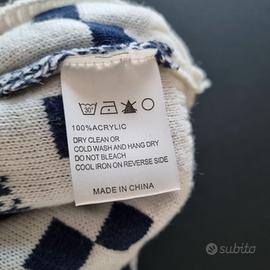 30°
100%ACRYLIC
DRY CLEAN OR
COLD WASH AND HANG DRY
DO NOT BLEACH
COOL IRON ON REVERSE SIDE
MADE IN CHINA
subito